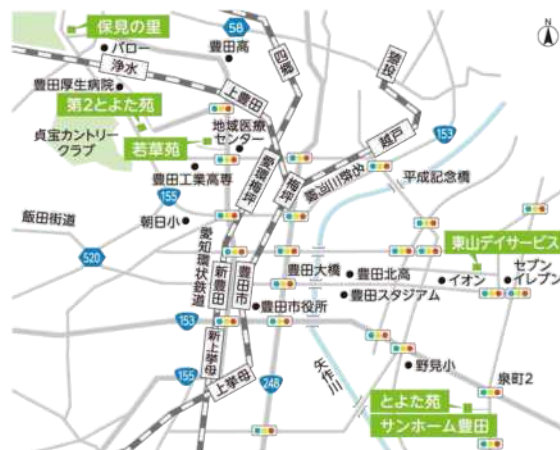 保見の里
バロー
58
豊田高
N
浄水
四郷
猿投
豊田厚生病院
上豊田
第2とよた苑
地域医療
センター
越戸
153
貞宝カントリー
クラブ
若草苑
愛環梅坪
梅坪
名鉄三河線
平成記念橋
豊田工業高専
155
飯田街道
朝日小
愛知環状鉄道
東山デイサービス
520
新豊田
豊田市
豊田大橋
豊田北高
イオン
セブン
イレブン
豊田スタジアム
豊田市役所
153
新上挙母
矢作川
野見小
泉町2
155
上挙母
248
とよた苑
サンホーム豊田